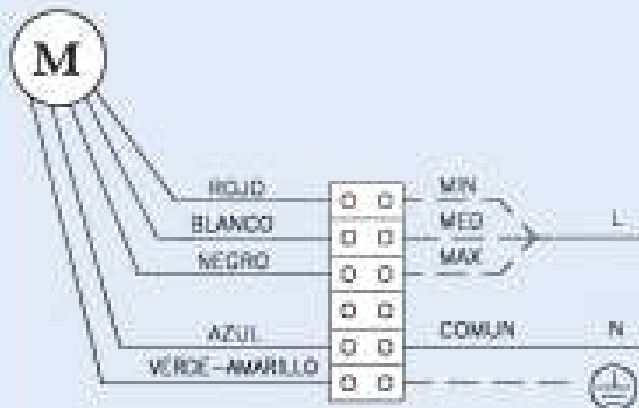 M
ROJO MIN
BLANCO MED L
NEGRO MAX
AZUL COMUN N
VERDE-AMARILLO